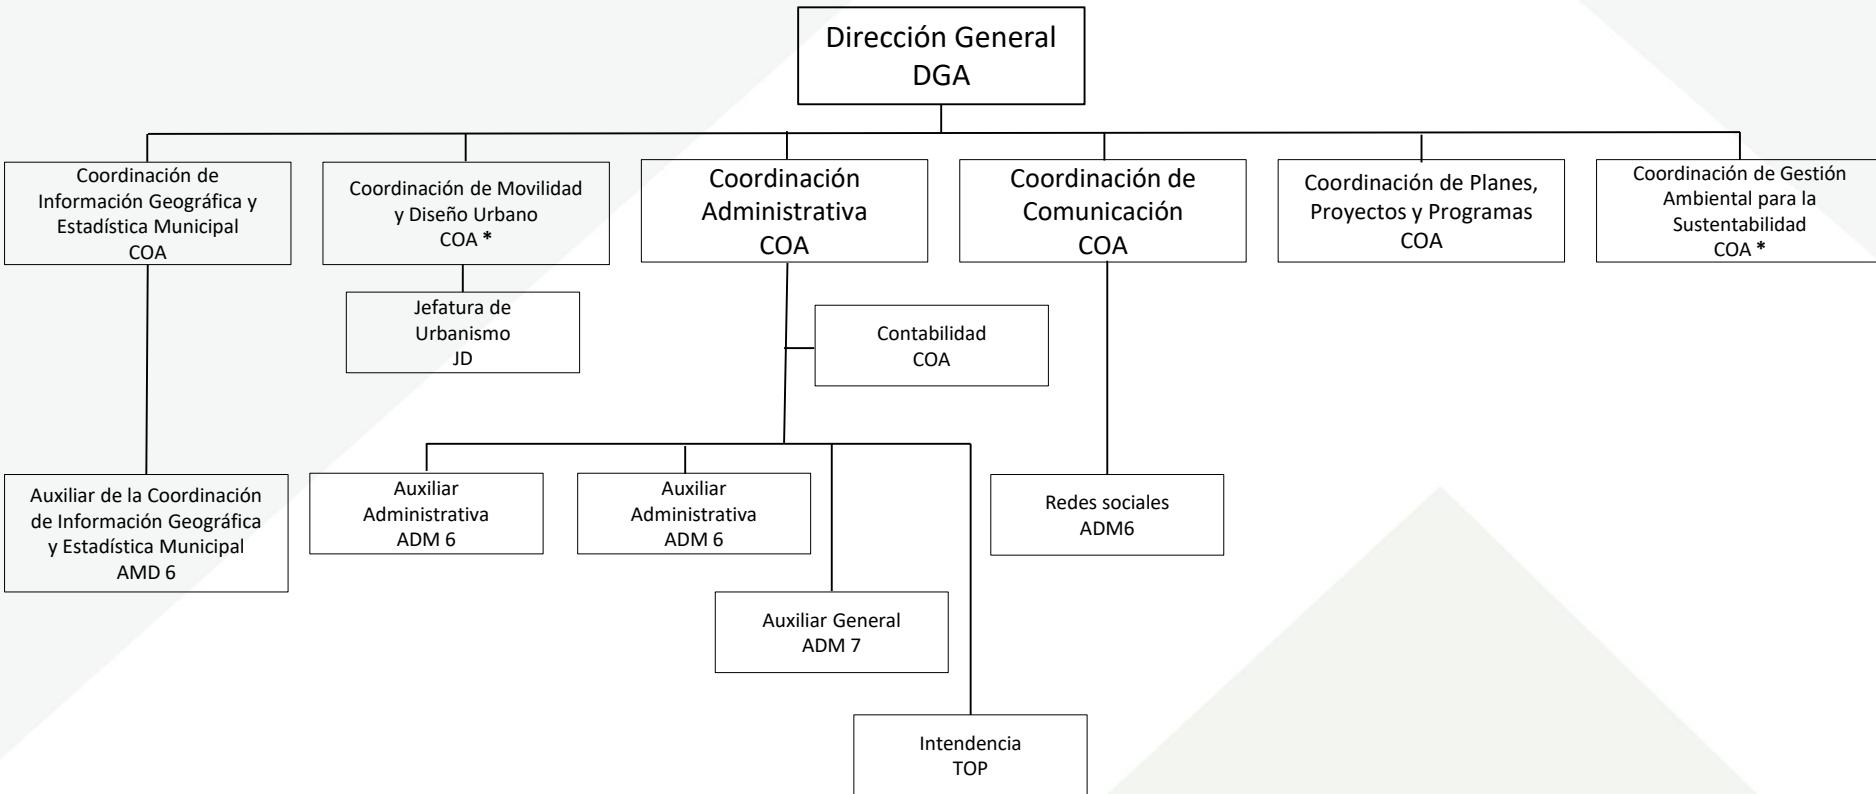 Dirección General
DGA
Coordinación de
Información Geográfica y
Estadística Municipal
COA
Coordinación de Movilidad
y Diseño Urbano
COA *
Coordinación
Administrativa
COA
Coordinación de
Comunicación
COA
Coordinación de Planes,
Proyectos y Programas
COA
Coordinación de Gestión
Ambiental para la
Sustentabilidad
COA *
Jefatura de
Urbanismo
JD
Contabilidad
COA
Auxiliar de la Coordinación
de Información Geográfica
y Estadística Municipal
AMD 6
Auxiliar
Administrativa
ADM 6
Auxiliar
Administrativa
ADM 6
Redes sociales
ADM6
Auxiliar General
ADM 7
Intendencia
TOP